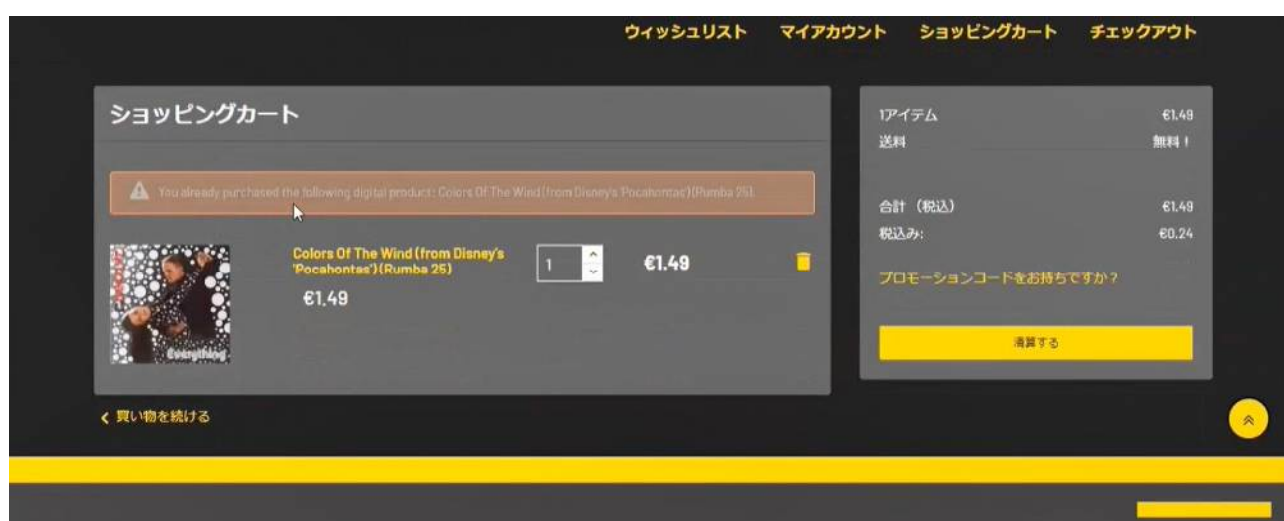 ウィッシュリスト マイアカウント ショッピングカート チェックアウト
ショッピングカート
You already purchased the following digital product: Colors Of The Wind (from Disney's 'Pocahontas')(Rumba 25).
Colors Of The Wind (from Disney's
'Pocahontas')(Rumba 25)
€1.49
1
€1.49
Everything
買い物を続ける
1アイテム €1.49
送料 無料！
合計（税込） €1.49
税込み: €0.24
プロモーションコードをお持ちですか？
清算する